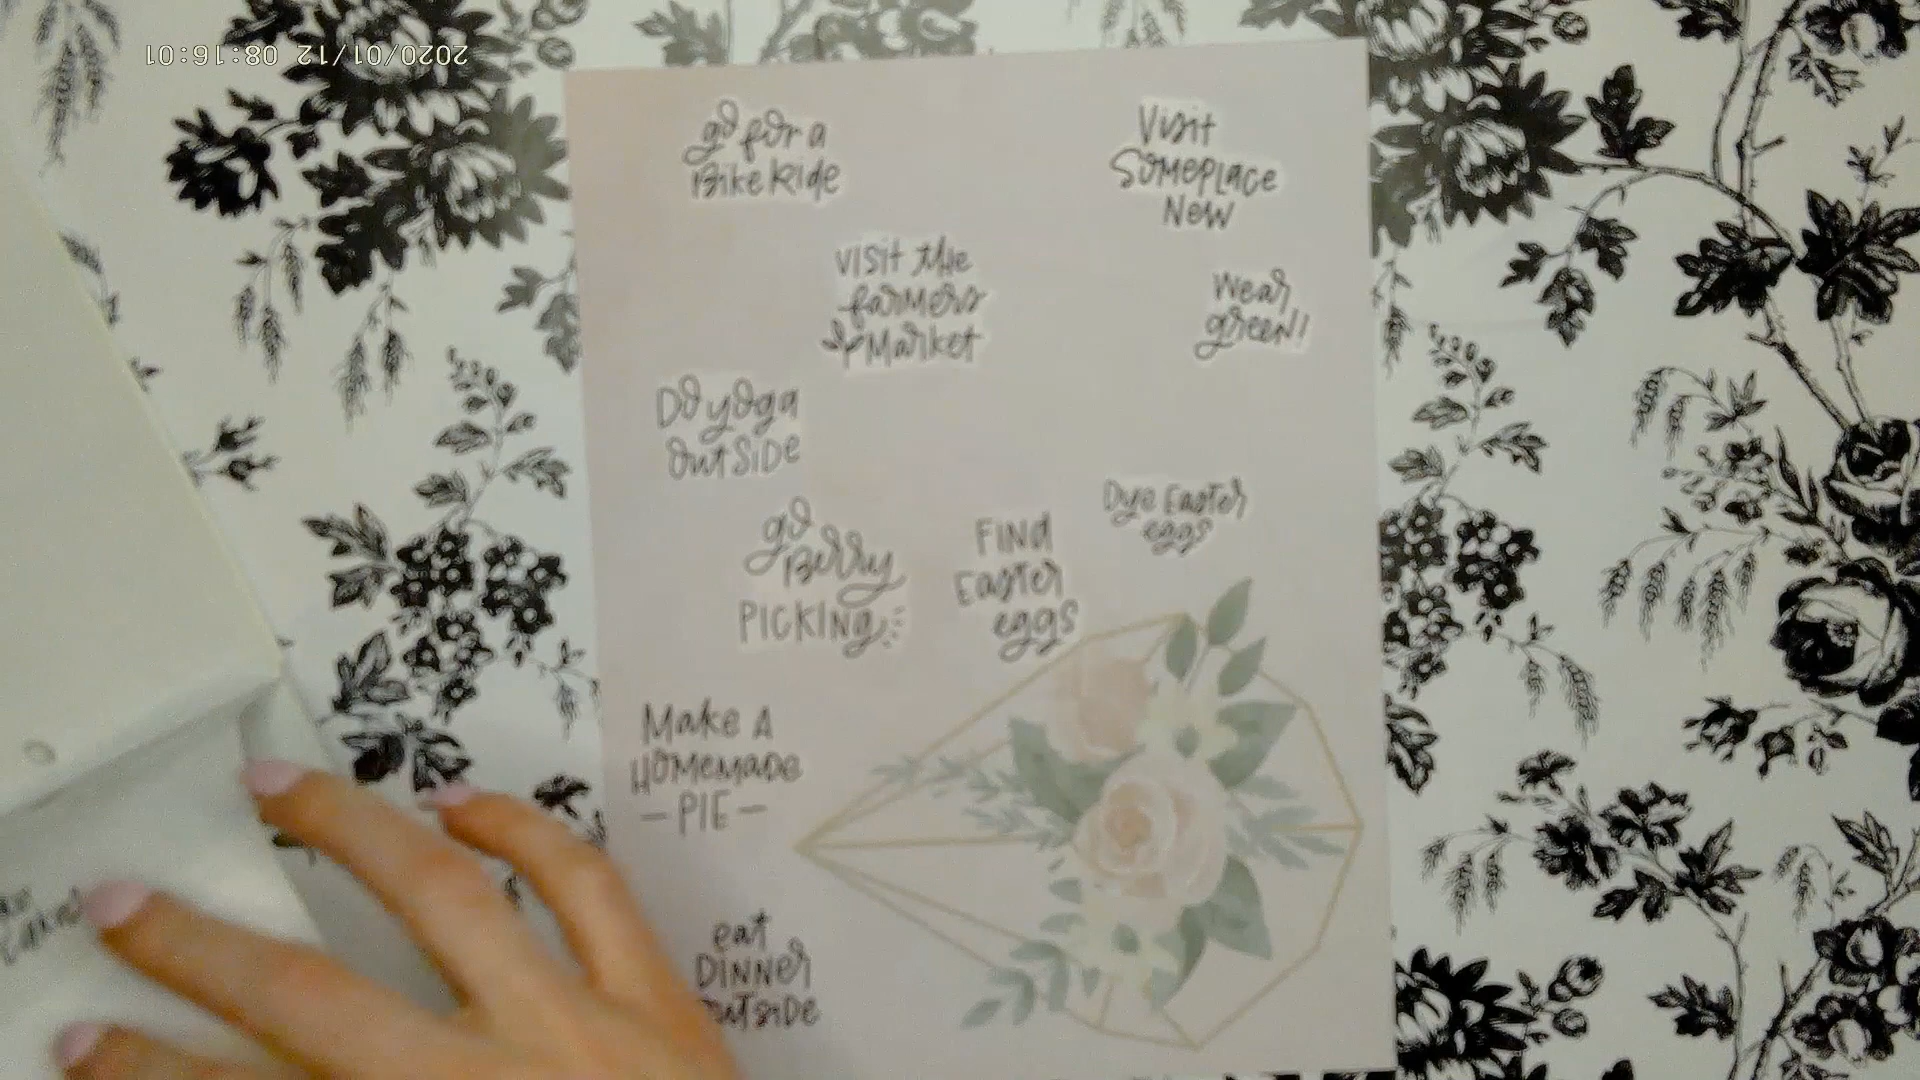 2020/01/12 08:16:01
go for a
Bike Ride
Visit
Someplace
New
Visit the
farmers
Market
Wear
green!
Do yoga
Outside
Dye Easter
eggs
go
Berry
PICKINg
FIND
Easter
eggs
Make A
HOMemaDe
— PIE —
eat
DINNer
OutsiDe